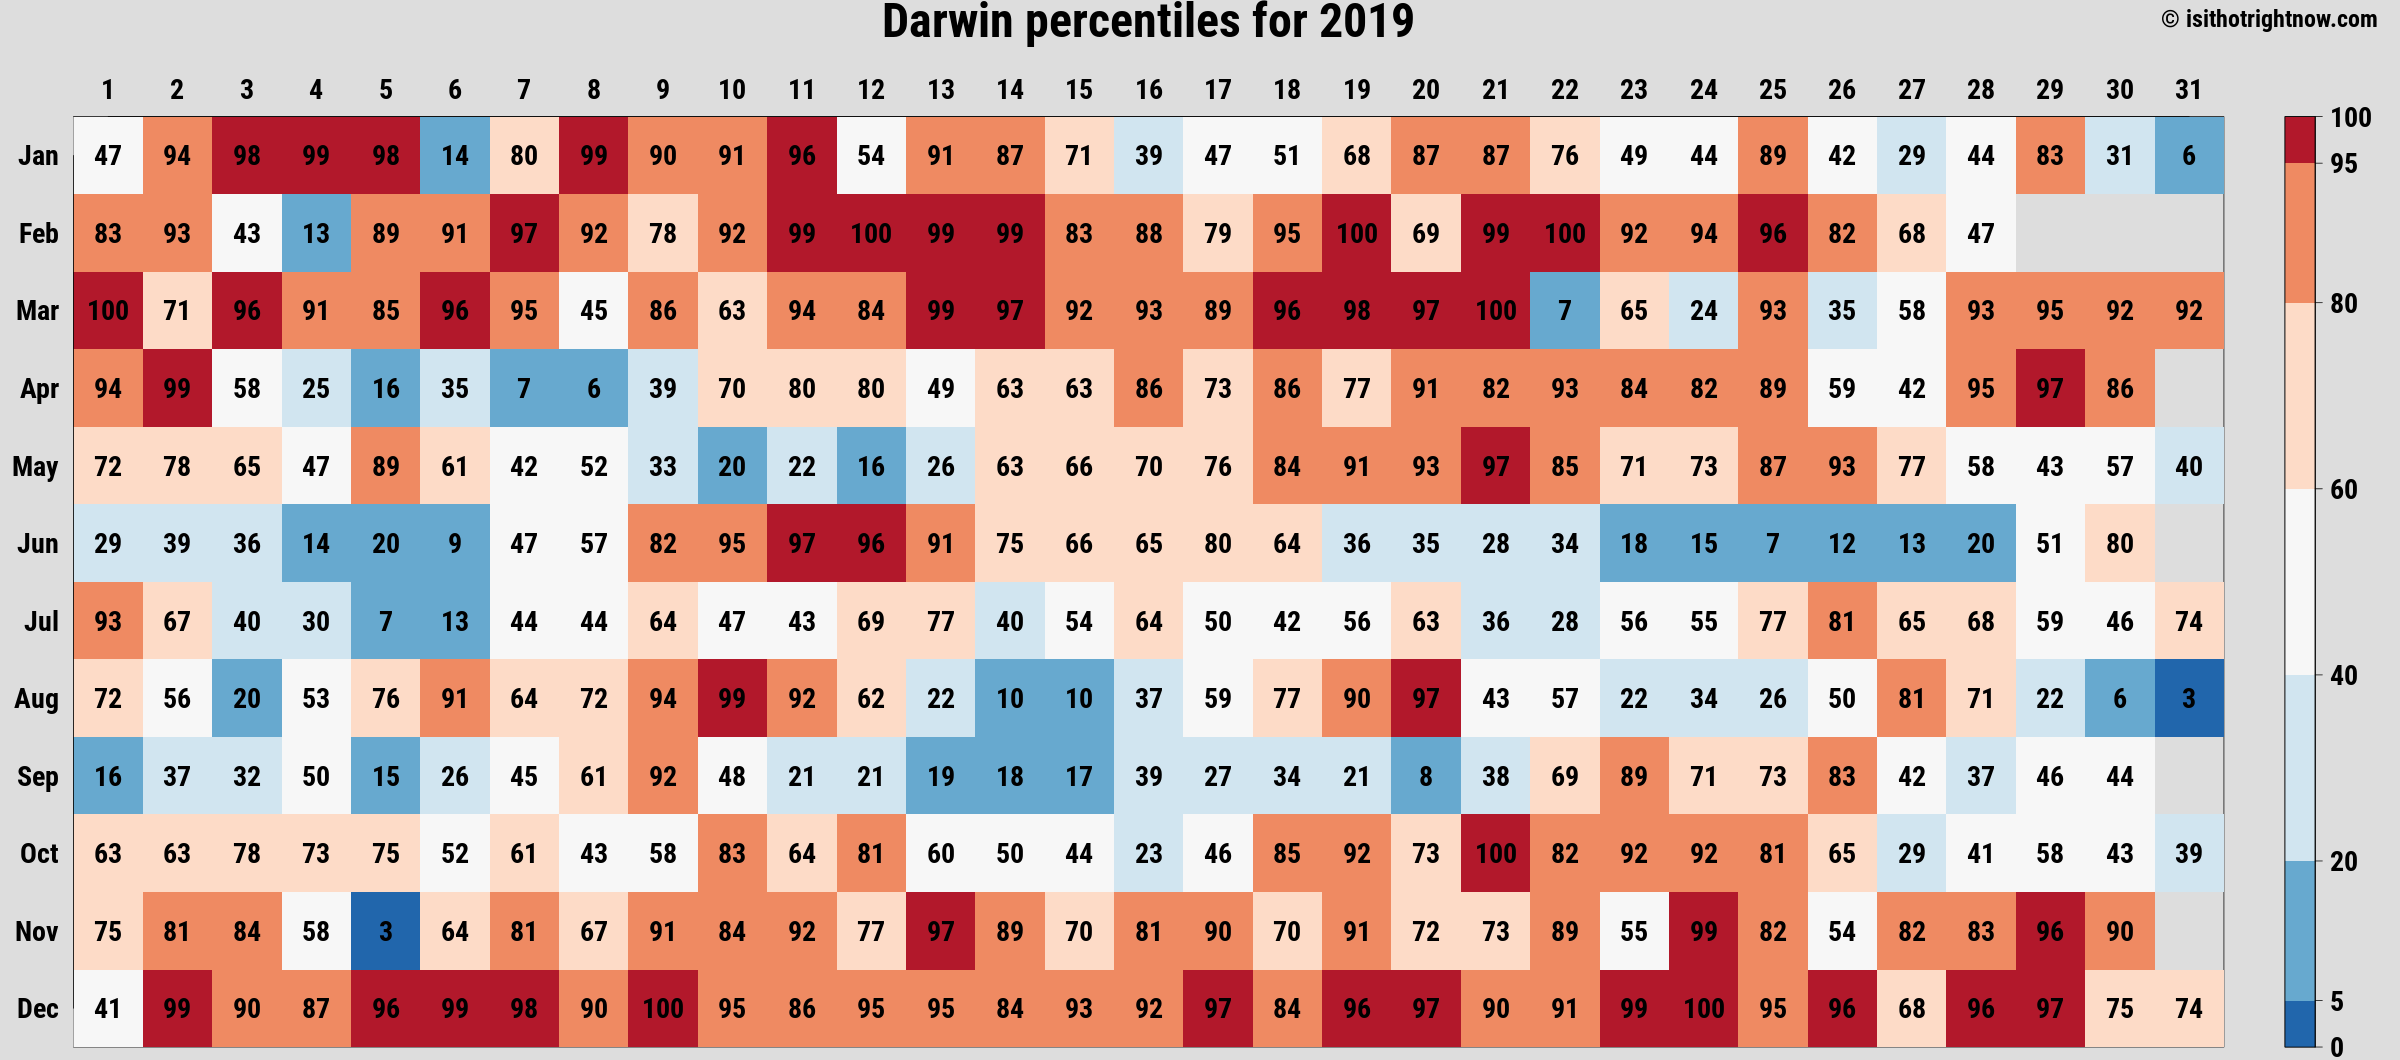 Darwin percentiles for 2019
© isithotrightnow.com
1 2 3 4 5 6 7 8 9 10 11 12 13 14 15 16 17 18 19 20 21 22 23 24 25 26 27 28 29 30 31
Jan 47 94 98 99 98 14 80 99 90 91 96 54 91 87 71 39 47 51 68 87 87 76 49 44 89 42 29 44 83 31 6
Feb 83 93 43 13 89 91 97 92 78 92 99 100 99 99 83 88 79 95 100 69 99 100 92 94 96 82 68 47
Mar 100 71 96 91 85 96 95 45 86 63 94 84 99 97 92 93 89 96 98 97 100 7 65 24 93 35 58 93 95 92 92
Apr 94 99 58 25 16 35 7 6 39 70 80 80 49 63 63 86 73 86 77 91 82 93 84 82 89 59 42 95 97 86
May 72 78 65 47 89 61 42 52 33 20 22 16 26 63 66 70 76 84 91 93 97 85 71 73 87 93 77 58 43 57 40
Jun 29 39 36 14 20 9 47 57 82 95 97 96 91 75 66 65 80 64 36 35 28 34 18 15 7 12 13 20 51 80
Jul 93 67 40 30 7 13 44 44 64 47 43 69 77 40 54 64 50 42 56 63 36 28 56 55 77 81 65 68 59 46 74
Aug 72 56 20 53 76 91 64 72 94 99 92 62 22 10 10 37 59 77 90 97 43 57 22 34 26 50 81 71 22 6 3
Sep 16 37 32 50 15 26 45 61 92 48 21 21 19 18 17 39 27 34 21 8 38 69 89 71 73 83 42 37 46 44
Oct 63 63 78 73 75 52 61 43 58 83 64 81 60 50 44 23 46 85 92 73 100 82 92 92 81 65 29 41 58 43 39
Nov 75 81 84 58 3 64 81 67 91 84 92 77 97 89 70 81 90 70 91 72 73 89 55 99 82 54 82 83 96 90
Dec 41 99 90 87 96 99 98 90 100 95 86 95 95 84 93 92 97 84 96 97 90 91 99 100 95 96 68 96 97 75 74
100
95
80
60
40
20
5
0